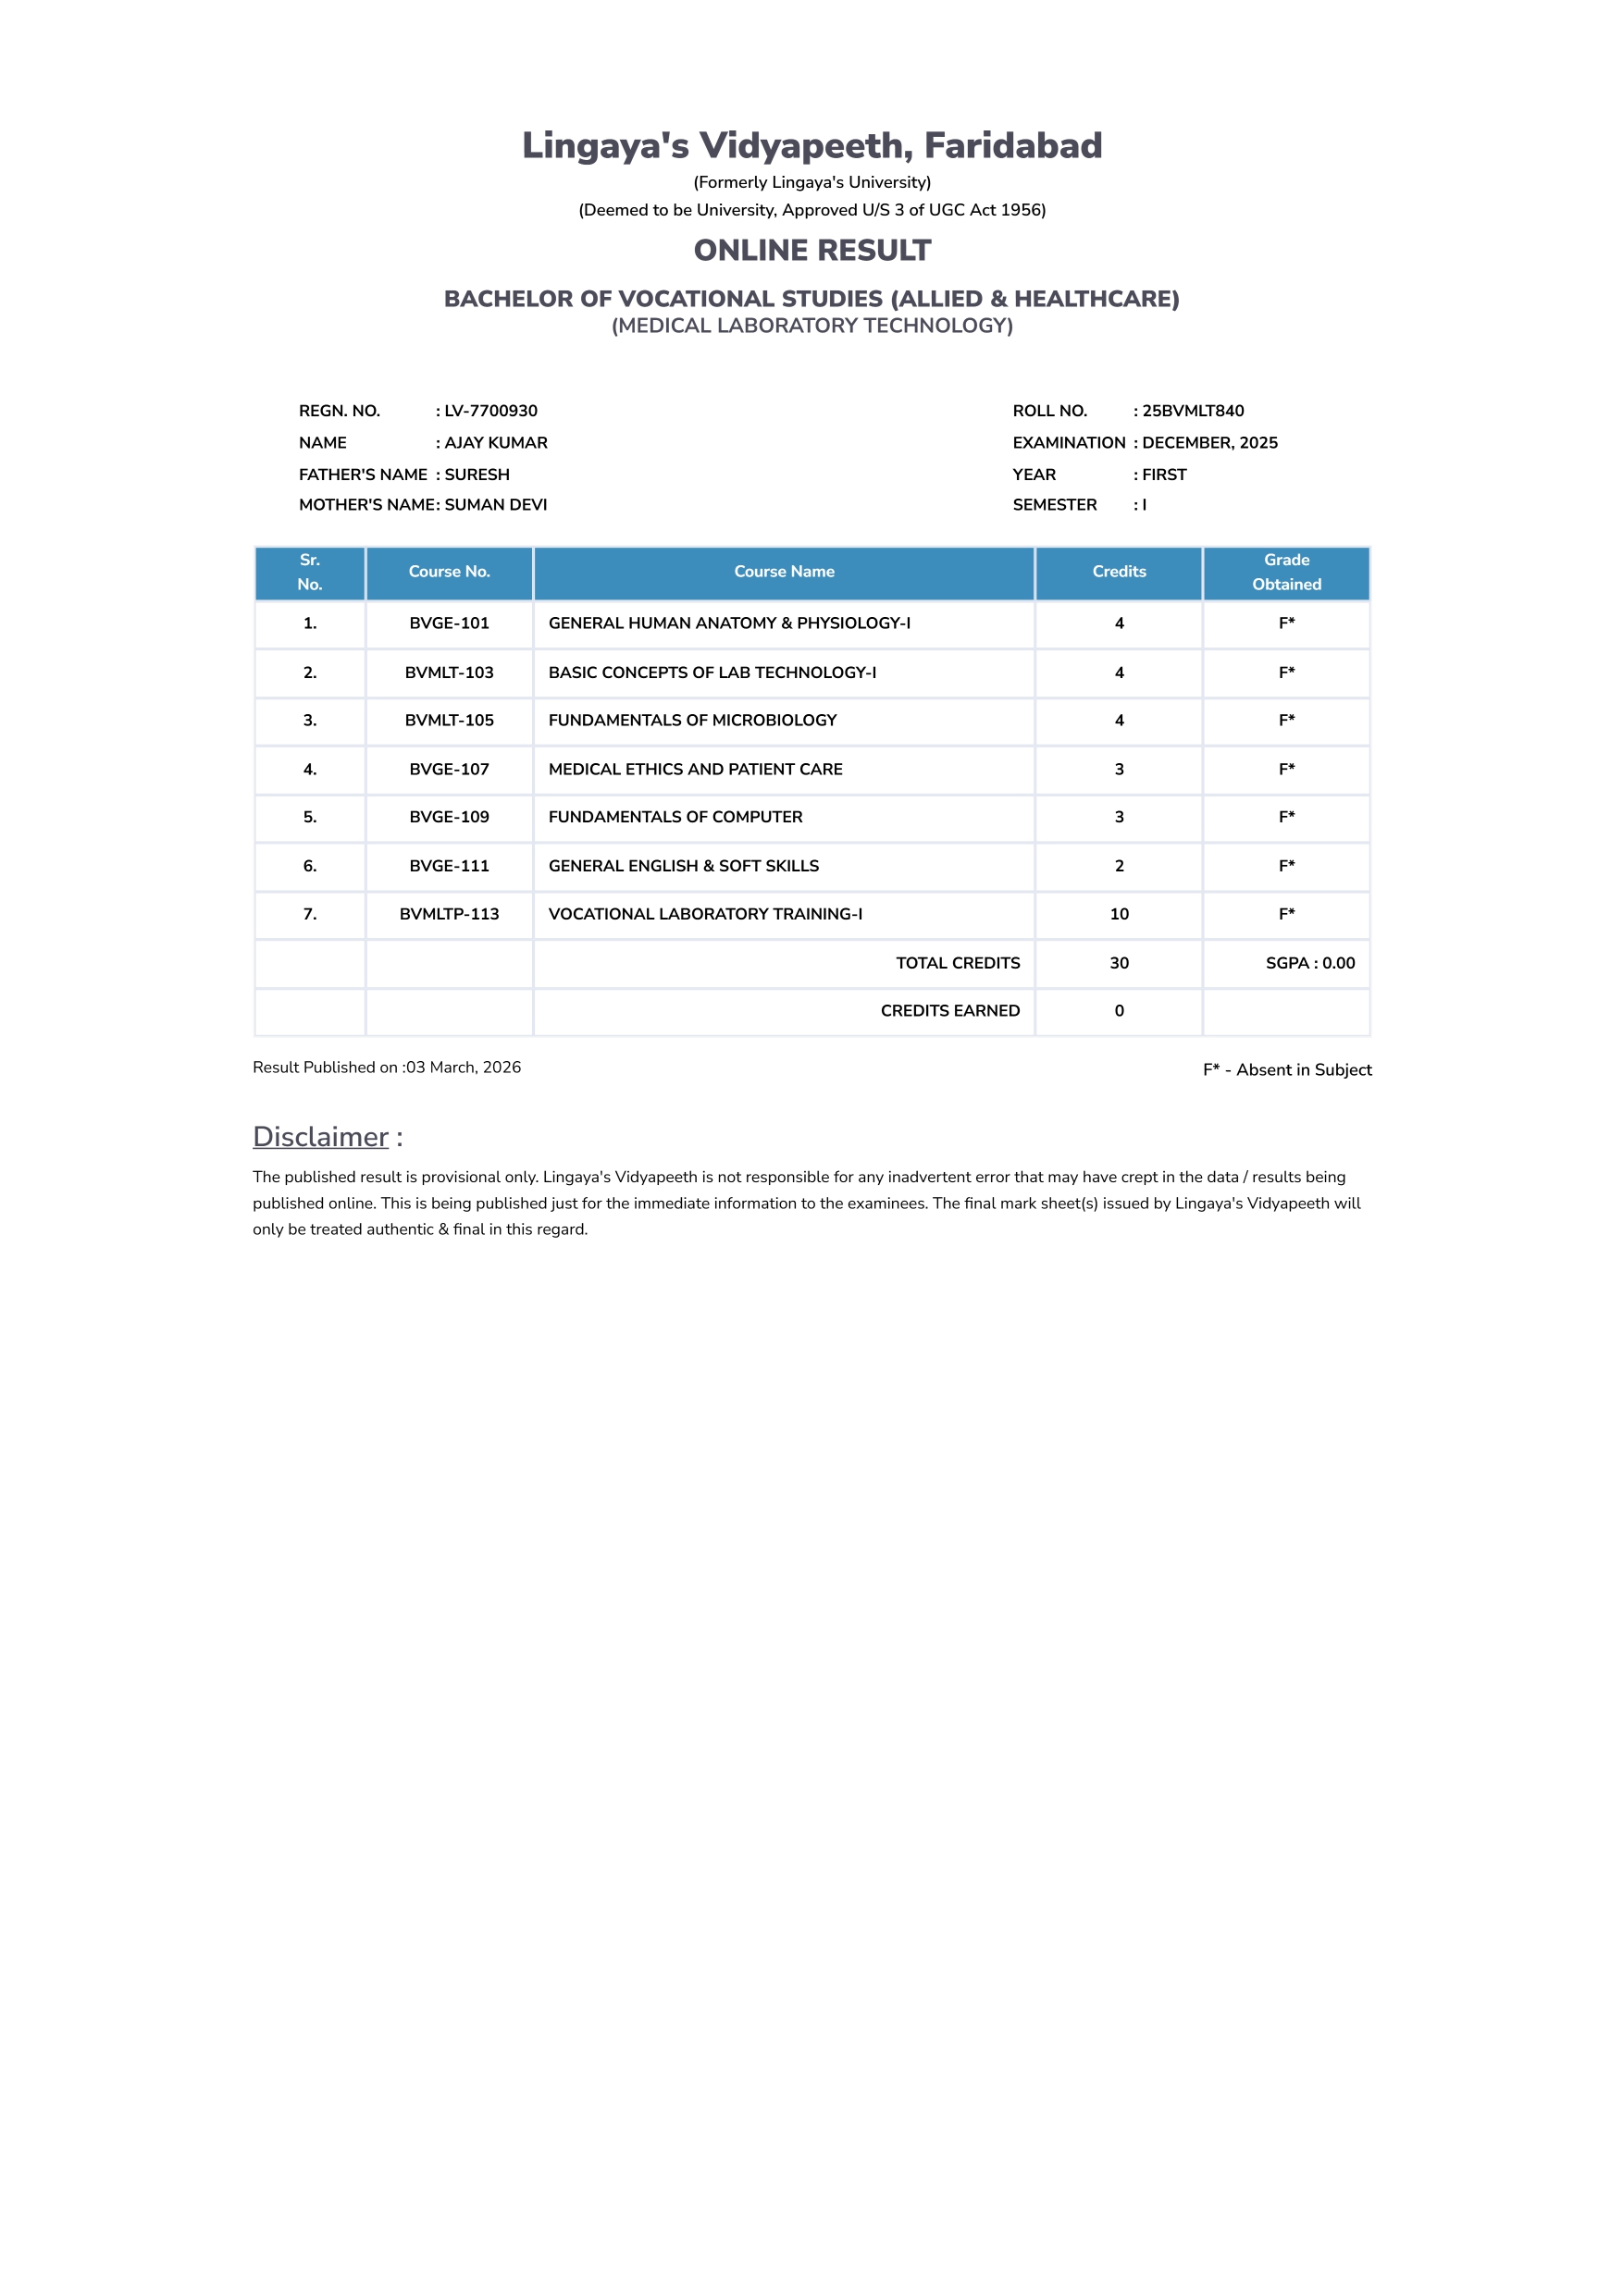 Lingaya's Vidyapeeth, Faridabad
(Formerly Lingaya's University)
(Deemed to be University, Approved U/S 3 of UGC Act 1956)
ONLINE RESULT
BACHELOR OF VOCATIONAL STUDIES (ALLIED & HEALTHCARE)
(MEDICAL LABORATORY TECHNOLOGY)
REGN. NO. : LV-7700930 ROLL NO. : 25BVMLT840
NAME : AJAY KUMAR EXAMINATION : DECEMBER, 2025
FATHER'S NAME : SURESH YEAR : FIRST
MOTHER'S NAME: SUMAN DEVI SEMESTER : I
Sr. No. Course No. Course Name Credits Grade Obtained
1. BVGE-101 GENERAL HUMAN ANATOMY & PHYSIOLOGY-I 4 F*
2. BVMLT-103 BASIC CONCEPTS OF LAB TECHNOLOGY-I 4 F*
3. BVMLT-105 FUNDAMENTALS OF MICROBIOLOGY 4 F*
4. BVGE-107 MEDICAL ETHICS AND PATIENT CARE 3 F*
5. BVGE-109 FUNDAMENTALS OF COMPUTER 3 F*
6. BVGE-111 GENERAL ENGLISH & SOFT SKILLS 2 F*
7. BVMLTP-113 VOCATIONAL LABORATORY TRAINING-I 10 F*
TOTAL CREDITS 30 SGPA : 0.00
CREDITS EARNED 0
Result Published on :03 March, 2026 F* - Absent in Subject
Disclaimer :
The published result is provisional only. Lingaya's Vidyapeeth is not responsible for any inadvertent error that may have crept in the data / results being
published online. This is being published just for the immediate information to the examinees. The final mark sheet(s) issued by Lingaya's Vidyapeeth will
only be treated authentic & final in this regard.